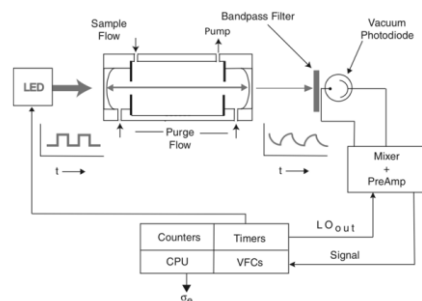 Sample
Flow
Pump
Bandpass Filter
Vacuum
Photodiode
LED
Purge
Flow
t
t
Mixer
+
PreAmp
Counters
Timers
LOout
CPU
VFCs
Signal
σe